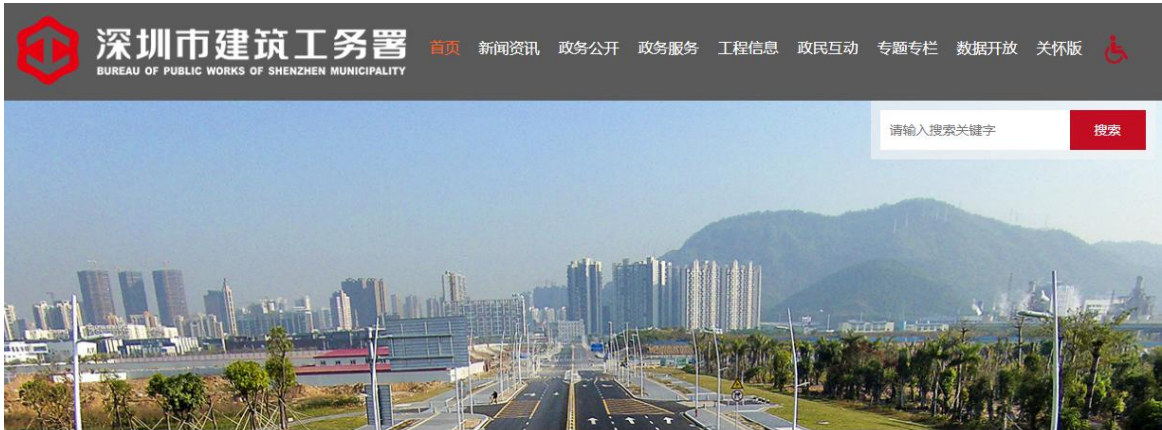 深圳市建筑工务署
BUREAU OF PUBLIC WORKS OF SHENZHEN MUNICIPALITY
首页 新闻资讯 政务公开 政务服务 工程信息 政民互动 专题专栏 数据开放 关怀版
请输入搜索关键字 搜索